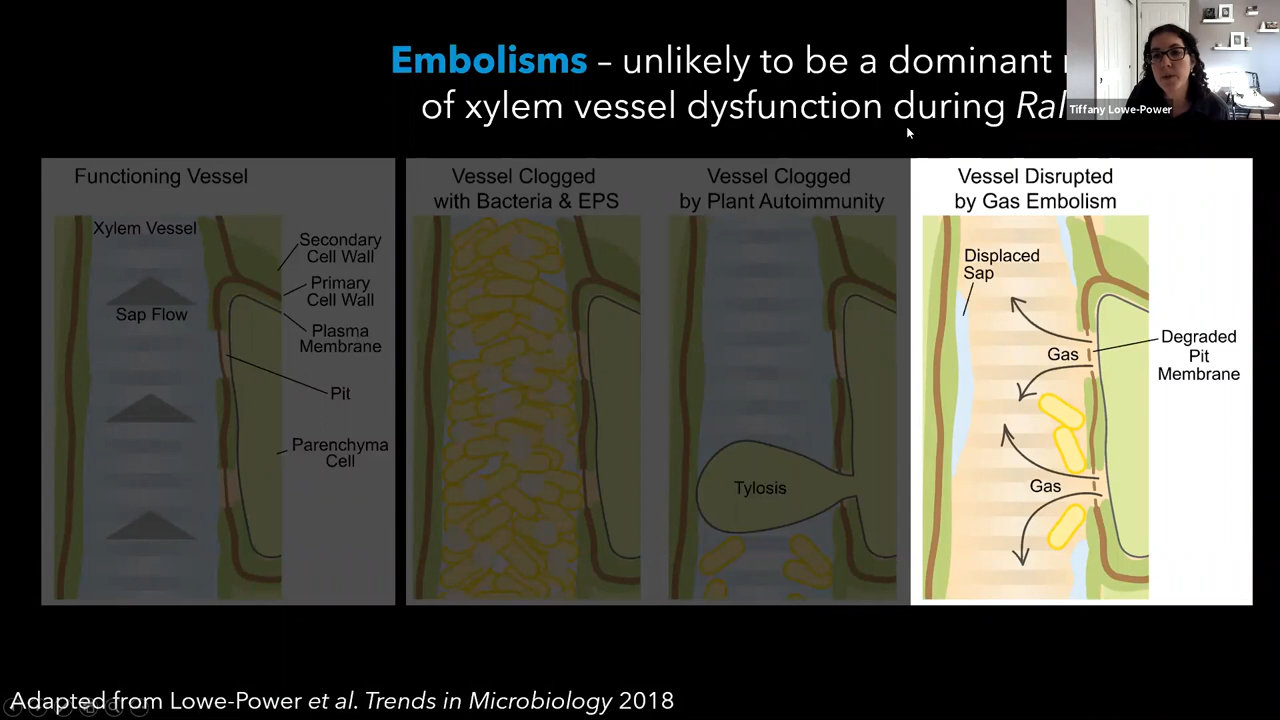 Embolisms – unlikely to be a dominant
of xylem vessel dysfunction during Ral
Tiffany Lowe-Power
Functioning Vessel
Xylem Vessel
Sap Flow
Secondary
Cell Wall
Primary
Cell Wall
Plasma
Membrane
Pit
Parenchyma
Cell
Vessel Clogged
with Bacteria & EPS
Vessel Clogged
by Plant Autoimmunity
Tylosis
Vessel Disrupted
by Gas Embolism
Displaced
Sap
Gas
Gas
Degraded
Pit
Membrane
Adapted from Lowe-Power et al. Trends in Microbiology 2018